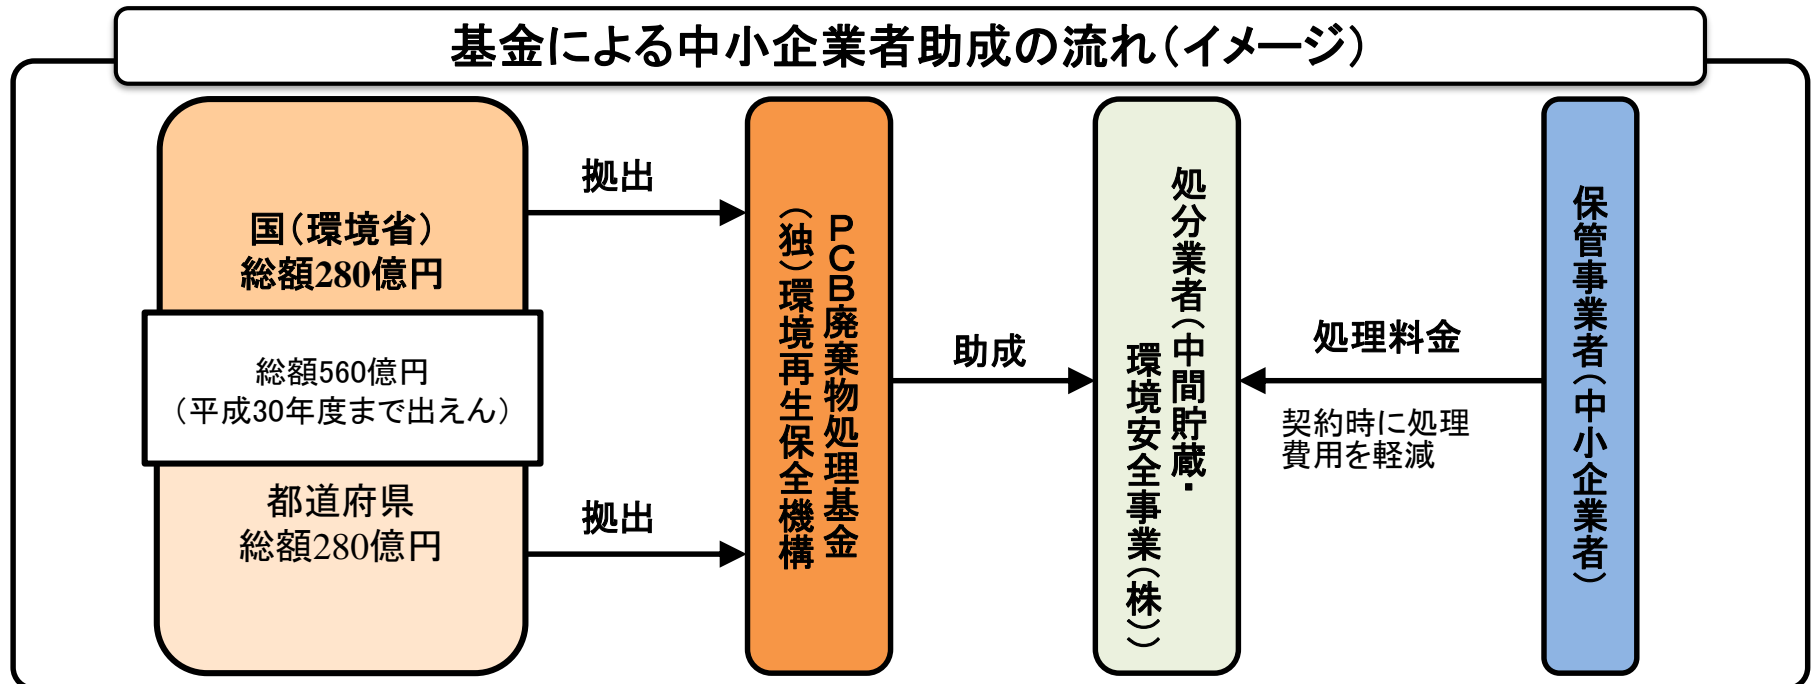 基金による中小企業者助成の流れ(イメージ)
国(環境省)
総額280億円
総額560億円
(平成30年度まで出えん)
都道府県
総額280億円
拠出
拠出
PCB廃棄物処理基金
(独)環境再生保全機構
助成
処分業者(中間貯蔵・
環境安全事業(株))
処理料金
契約時に処理
費用を軽減
保管事業者(中小企業者)